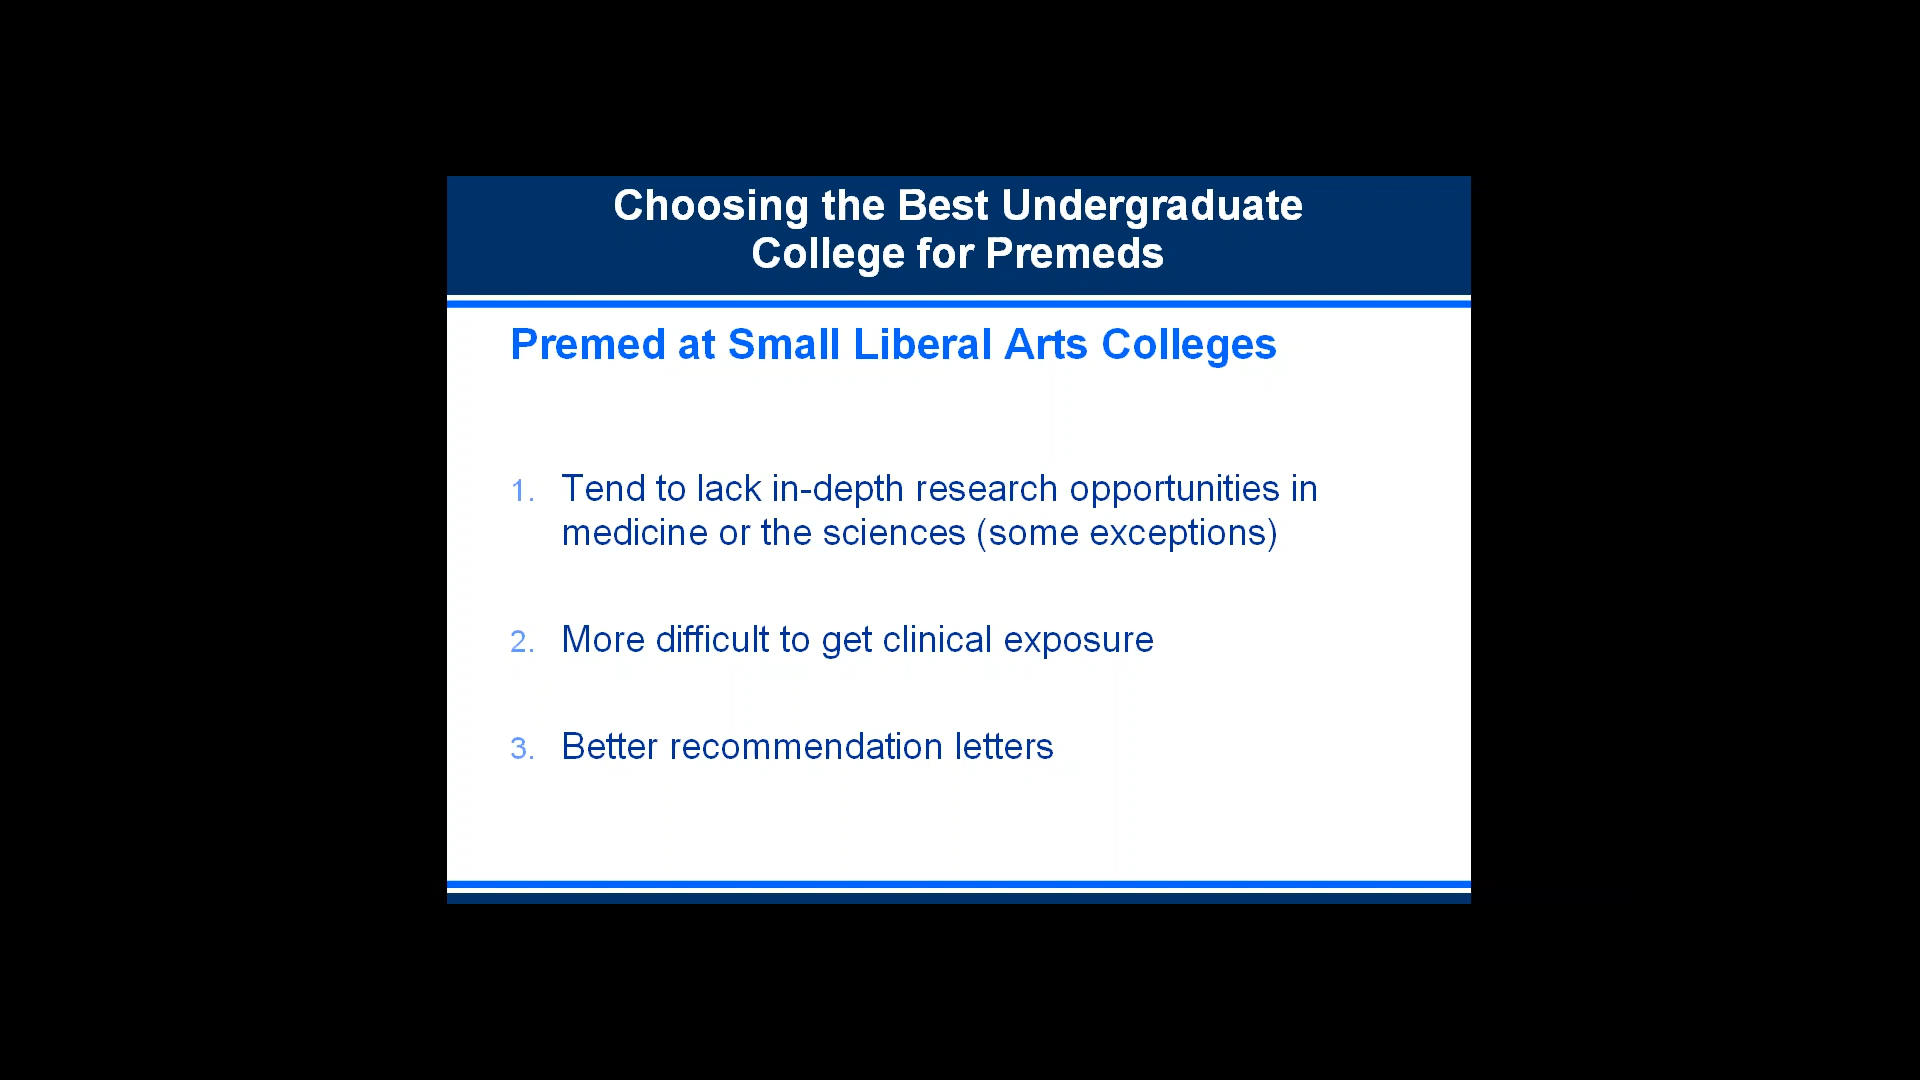 Choosing the Best Undergraduate
College for Premeds
Premed at Small Liberal Arts Colleges
1. Tend to lack in-depth research opportunities in
medicine or the sciences (some exceptions)
2. More difficult to get clinical exposure
3. Better recommendation letters